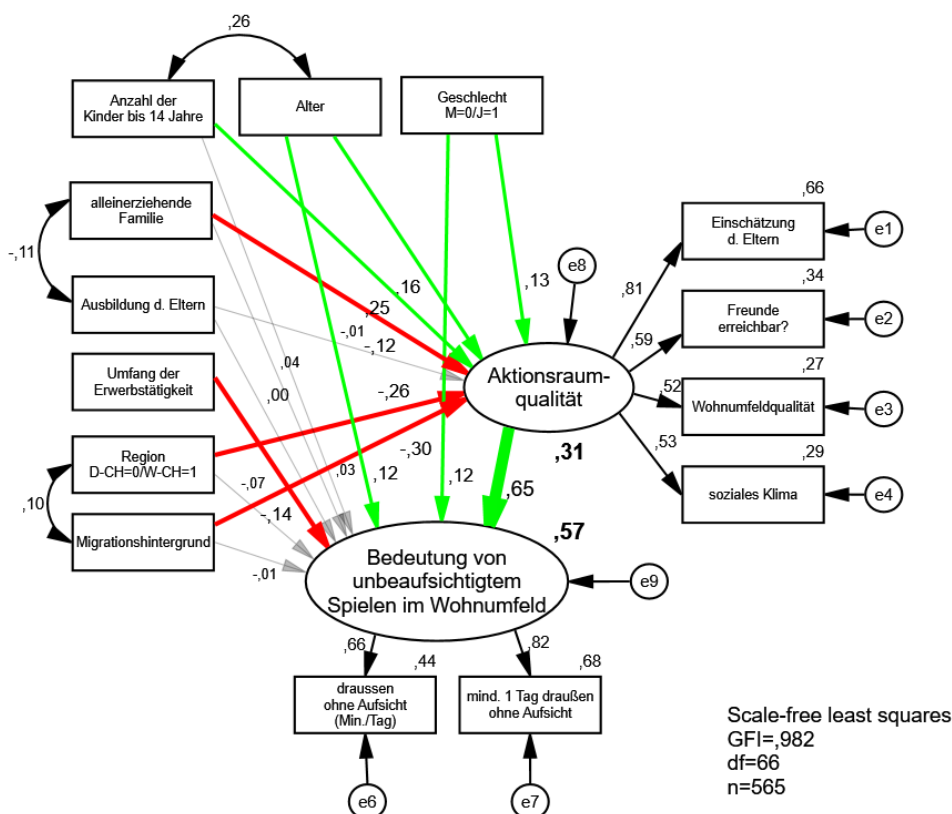 ,26
Anzahl der
Kinder bis 14 Jahre
Alter
Geschlecht
M=0/J=1
alleinerziehende
Familie
-,11
Ausbildung d. Eltern
Umfang der
Erwerbstätigkeit
Region
D-CH=0/W-CH=1
,10
Migrationshintergrund
,16
,25
-,01
-,12
,04
,00
-,26
-,30
,03
-,07
-,14
-,01
,12
,12
,13
e8
Aktionsraum-
qualität
,31
,65
,81
,59
,52
,53
,66
Einschätzung
d. Eltern
e1
,34
Freunde
erreichbar?
e2
,27
Wohnumfeldqualität
e3
,29
soziales Klima
e4
,57
Bedeutung von
unbeaufsichtigtem
Spielen im Wohnumfeld
e9
,66
,44
,82
,68
draussen
ohne Aufsicht
(Min./Tag)
mind. 1 Tag draußen
ohne Aufsicht
e6
e7
Scale-free least squares
GFI=,982
df=66
n=565